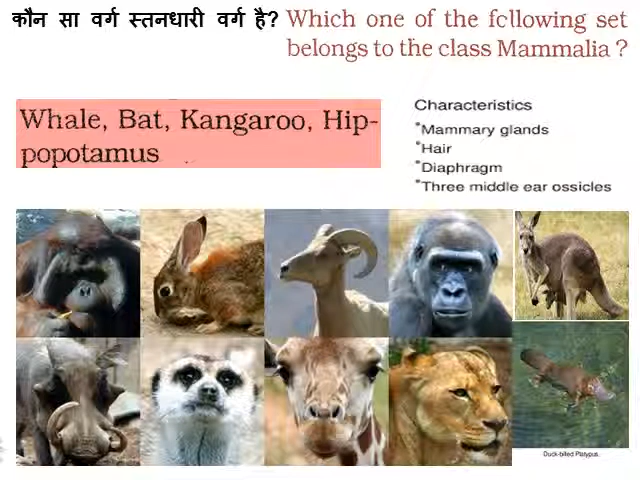 कौन सा वर्ग स्तनधारी वर्ग है? Which one of the fcllowing set
belongs to the class Mammalia ?
Whale, Bat, Kangaroo, Hip-
popotamus
Characteristics
*Mammary glands
*Hair
*Diaphragm
*Three middle ear ossicles
Duck-billed Platypus.